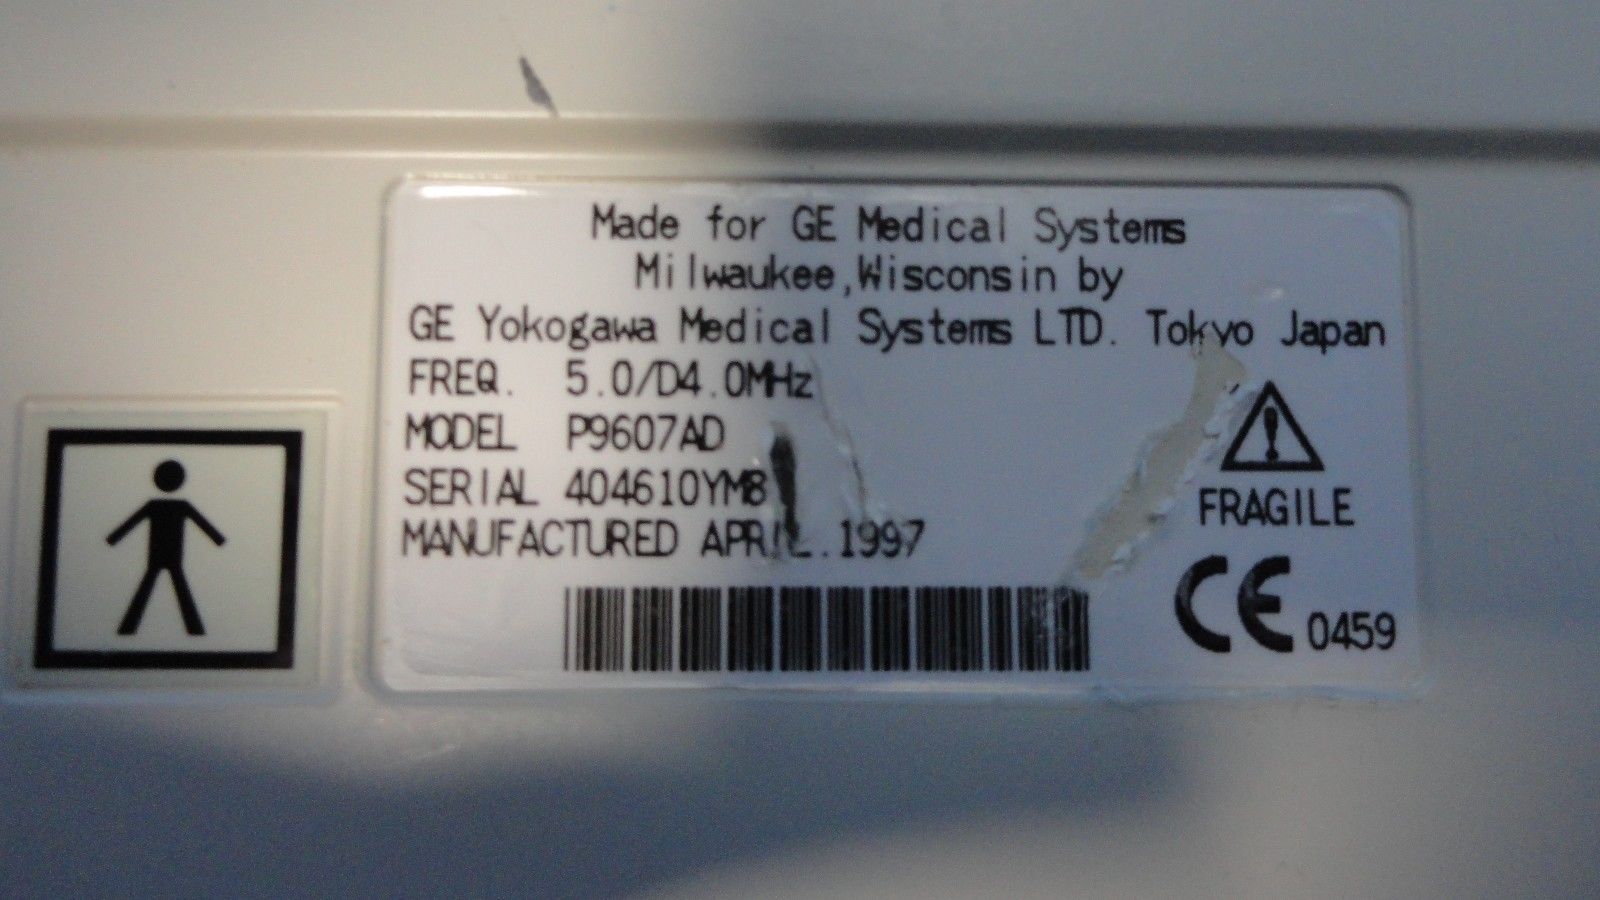 Made for GE Medical Systems
Milwaukee,Wisconsin by
GE Yokogawa Medical Systems LTD. Tokyo Japan
FREQ. 5.0/D4.0MHz
MODEL P9607AD
SERIAL 404610YM8
MANUFACTURED APRIL.1997
FRAGILE
CE 0459